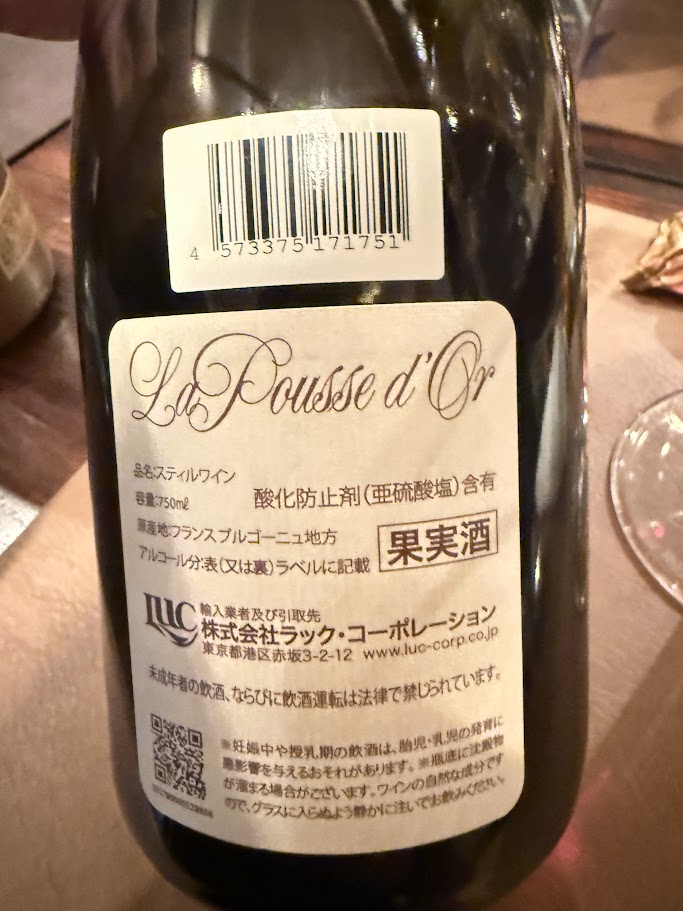 4 573375 171751
La Pousse d'Or
品名:スティルワイン
容量:750mℓ
酸化防止剤(亜硫酸塩)含有
原産地:フランス ブルゴーニュ地方
アルコール分:表(又は裏)ラベルに記載
果実酒
LUC
輸入業者及び引取先
株式会社ラック・コーポレーション
東京都港区赤坂3-2-12 www.luc-corp.co.jp
未成年者の飲酒、ならびに飲酒運転は法律で禁じられています。
※妊娠中や授乳期の飲酒は、胎児・乳児の発育に
悪影響を与えるおそれがあります。※瓶底に沈殿物
が溜まる場合がございます。ワインの自然な成分です
ので、グラスに入らぬよう静かに注いでお飲みください。